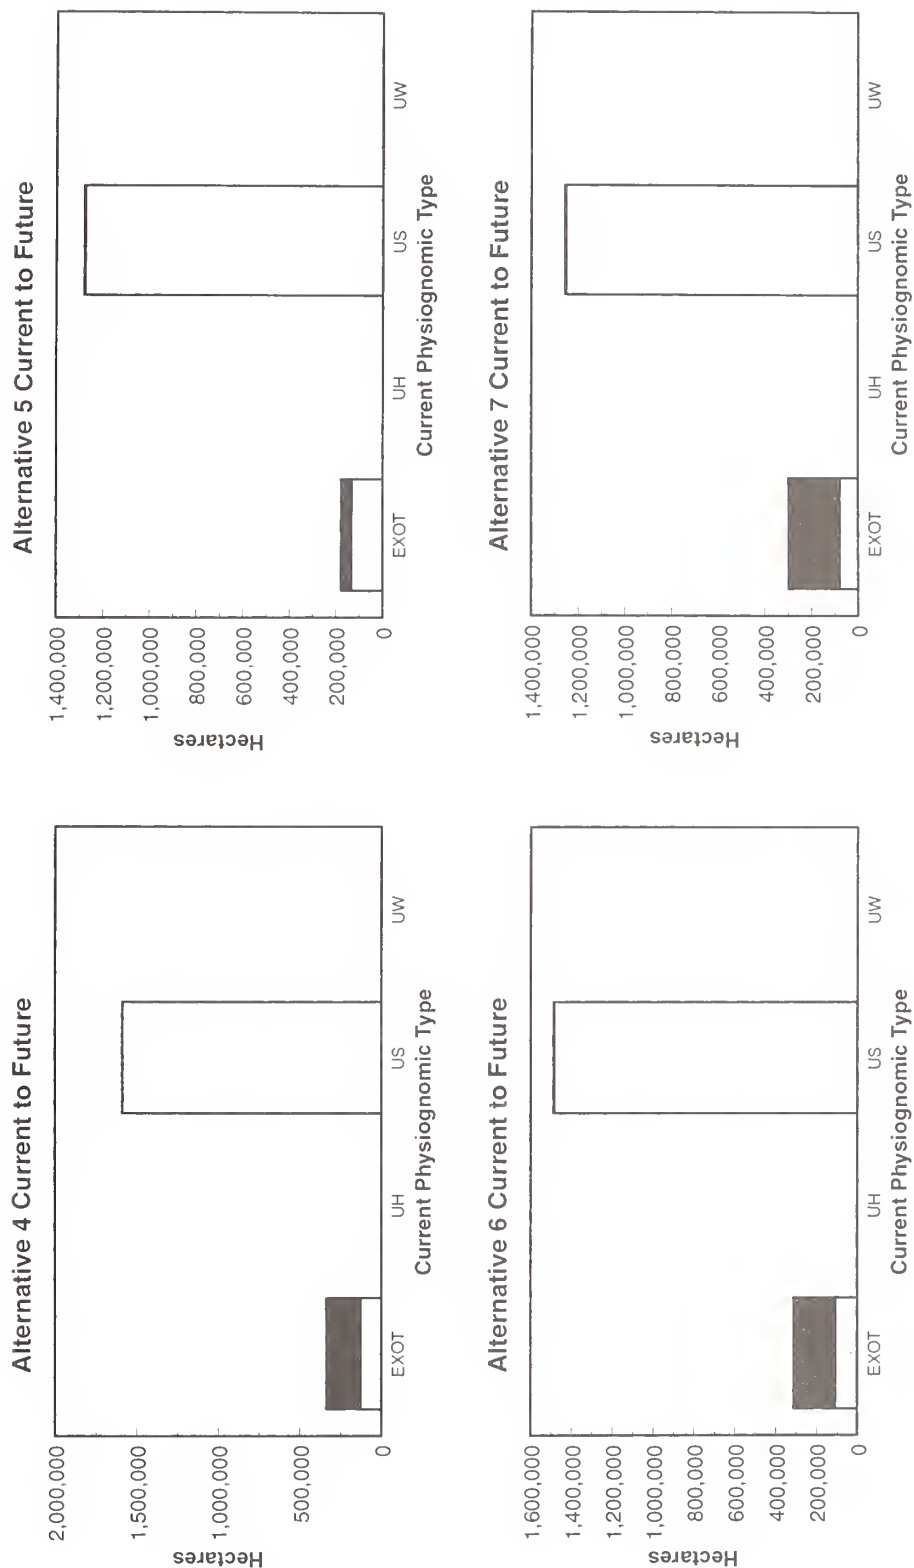 Alternative 4 Current to Future
Hectares
2,000,000
1,500,000
1,000,000
500,000
0
EXOT UH US UW
Current Physiognomic Type
Alternative 5 Current to Future
Hectares
1,400,000
1,200,000
1,000,000
800,000
600,000
400,000
200,000
0
EXOT UH US UW
Current Physiognomic Type
Alternative 6 Current to Future
Hectares
1,600,000
1,400,000
1,200,000
1,000,000
800,000
600,000
400,000
200,000
0
EXOT UH US UW
Current Physiognomic Type
Alternative 7 Current to Future
Hectares
1,400,000
1,200,000
1,000,000
800,000
600,000
400,000
200,000
0
EXOT UH US UW
Current Physiognomic Type